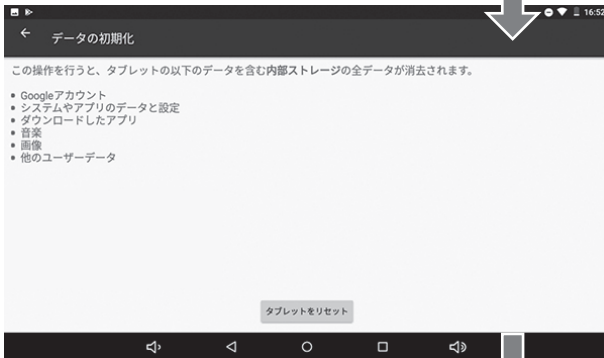 16:52
データの初期化
この操作を行うと、タブレットの以下のデータを含む内部ストレージの全データが消去されます。
• Googleアカウント
• システムやアプリのデータと設定
• ダウンロードしたアプリ
• 音楽
• 画像
• 他のユーザーデータ
タブレットをリセット